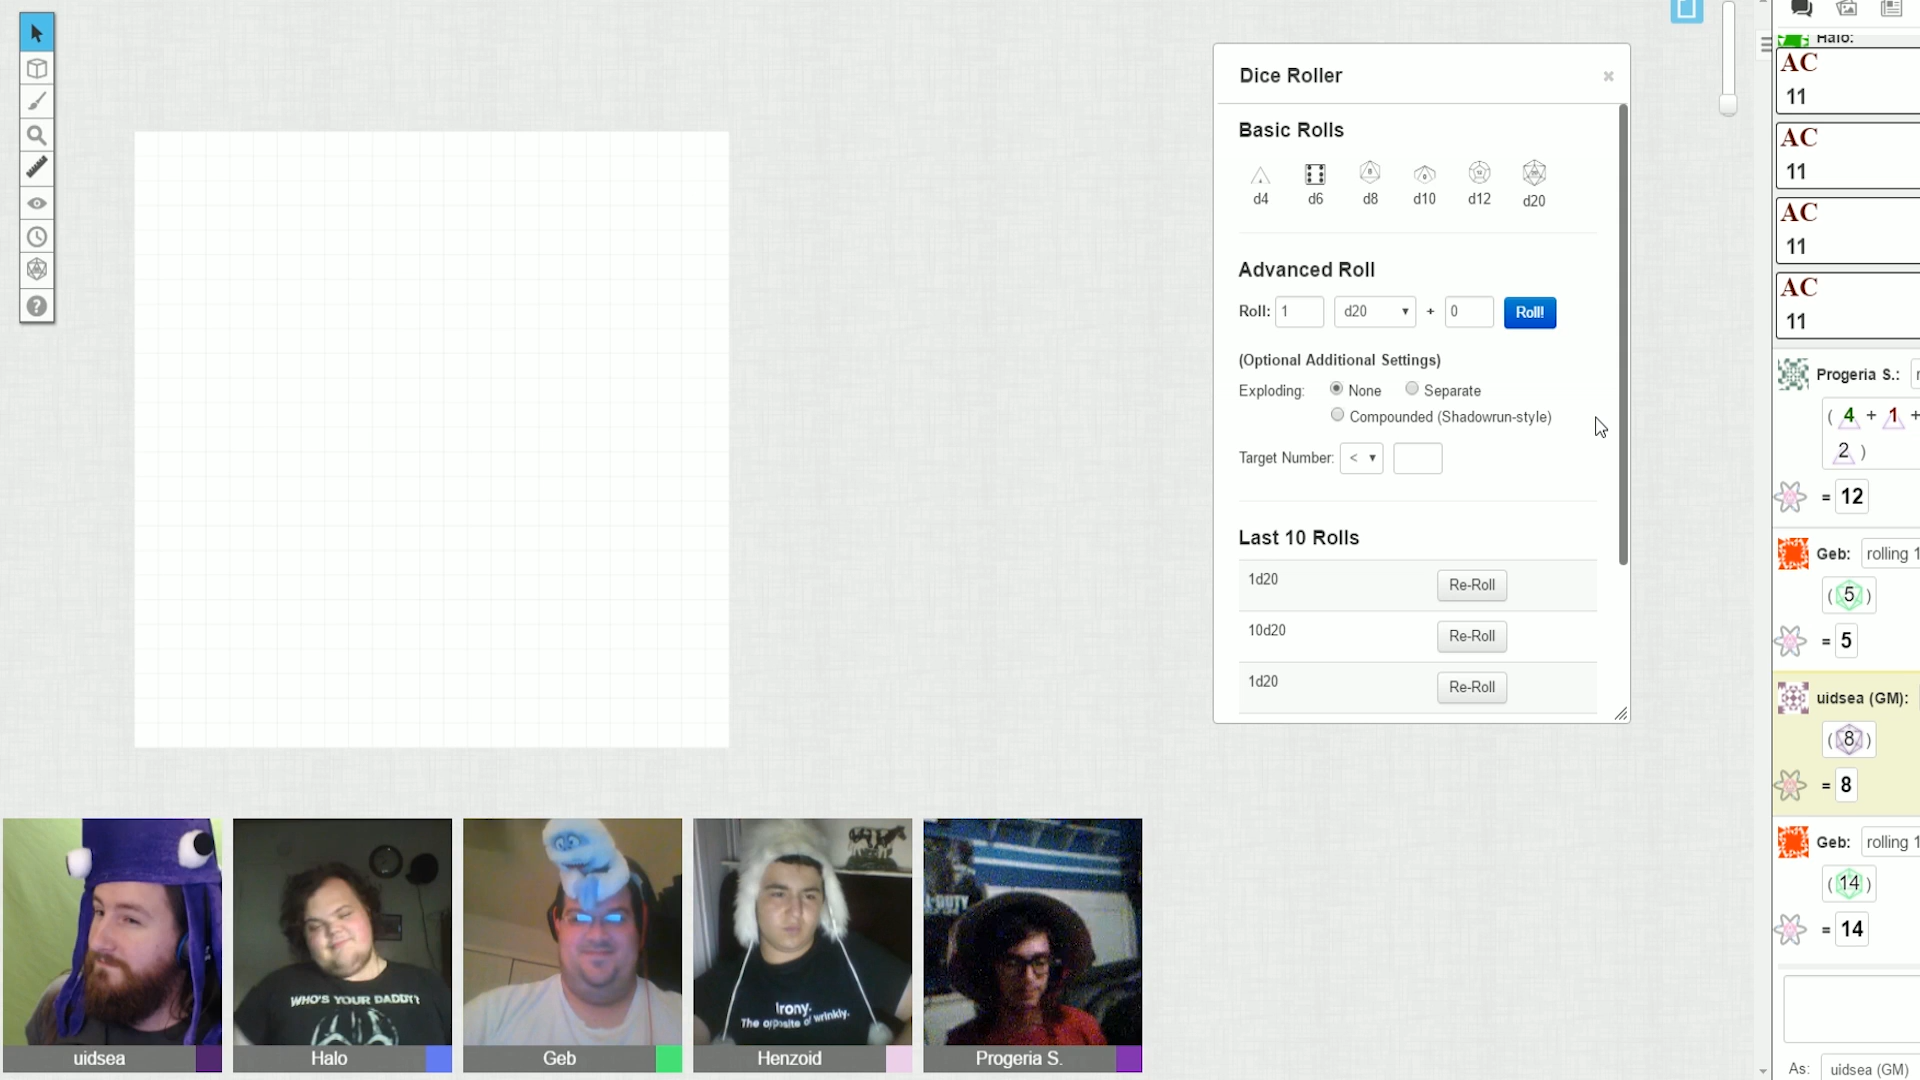 Dice Roller
×
Basic Rolls
d4
d6
d8
d10
d12
d20
Advanced Roll
Roll:
1
d20
+
0
Roll!
(Optional Additional Settings)
Exploding:
None
Separate
Compounded (Shadowrun-style)
Target Number:
<
Last 10 Rolls
1d20
Re-Roll
10d20
Re-Roll
1d20
Re-Roll
Halo:
AC
11
AC
11
AC
11
AC
11
Progeria S.:
( 4 + 1 +
2 )
= 12
Geb:
rolling 1
( 5 )
= 5
uidsea (GM):
( 8 )
= 8
Geb:
rolling 1
( 14 )
= 14
As:
uidsea (GM)
WHO'S YOUR DADDY?
Irony.
The opposite of wrinkly.
uidsea
Halo
Geb
Henzoid
Progeria S.